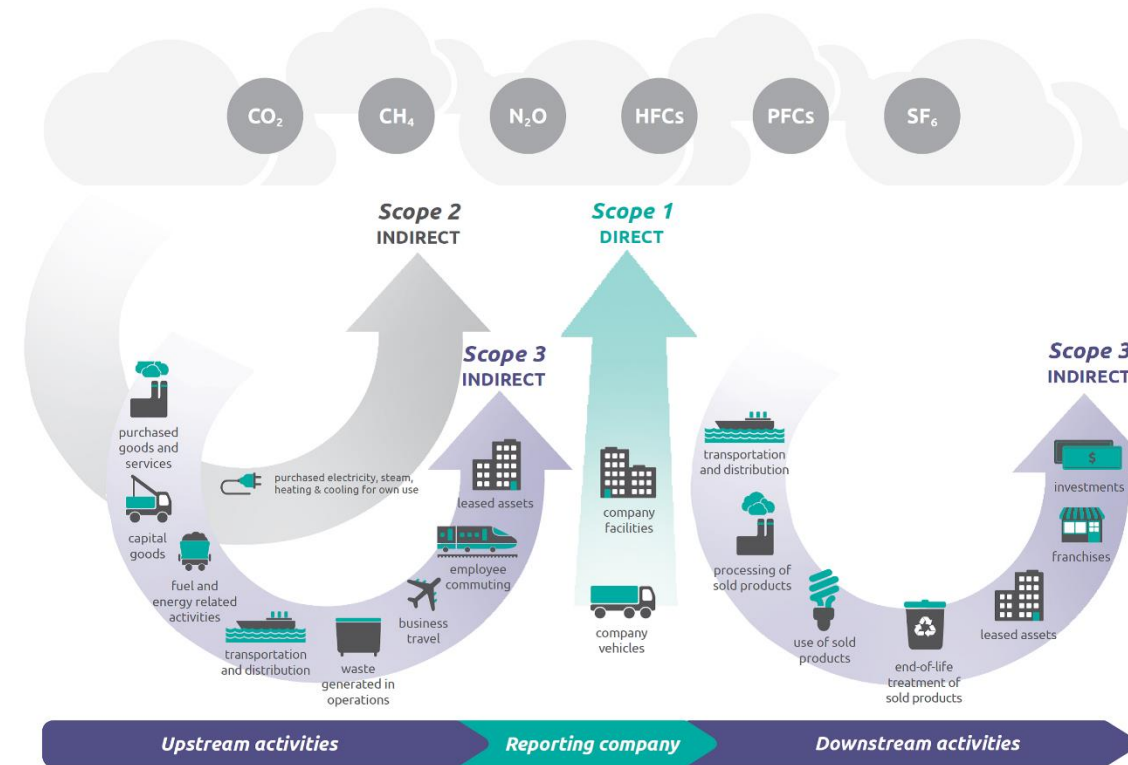 CO₂
CH₄
N₂O
HFCs
PFCs
SF₆
Scope 2
INDIRECT
Scope 1
DIRECT
Scope 3
INDIRECT
Scope 3
INDIRECT
purchased
goods and
services
purchased electricity, steam,
heating & cooling for own use
capital
goods
fuel and
energy related
activities
transportation
and distribution
waste
generated in
operations
business
travel
employee
commuting
leased assets
company
facilities
company
vehicles
transportation
and distribution
processing of
sold products
use of sold
products
end-of-life
treatment of
sold products
leased assets
franchises
$
investments
Upstream activities
Reporting company
Downstream activities